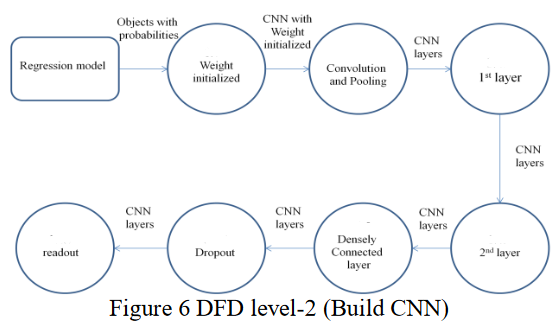 Objects with
probabilities
CNN with
Weight
initialized
CNN
layers
Regression model
Weight
initialized
Convolution
and Pooling
1st layer
CNN
layers
CNN
layers
CNN
layers
CNN
layers
CNN
layers
readout
Dropout
Densely
Connected
layer
2nd layer
Figure 6 DFD level-2 (Build CNN)